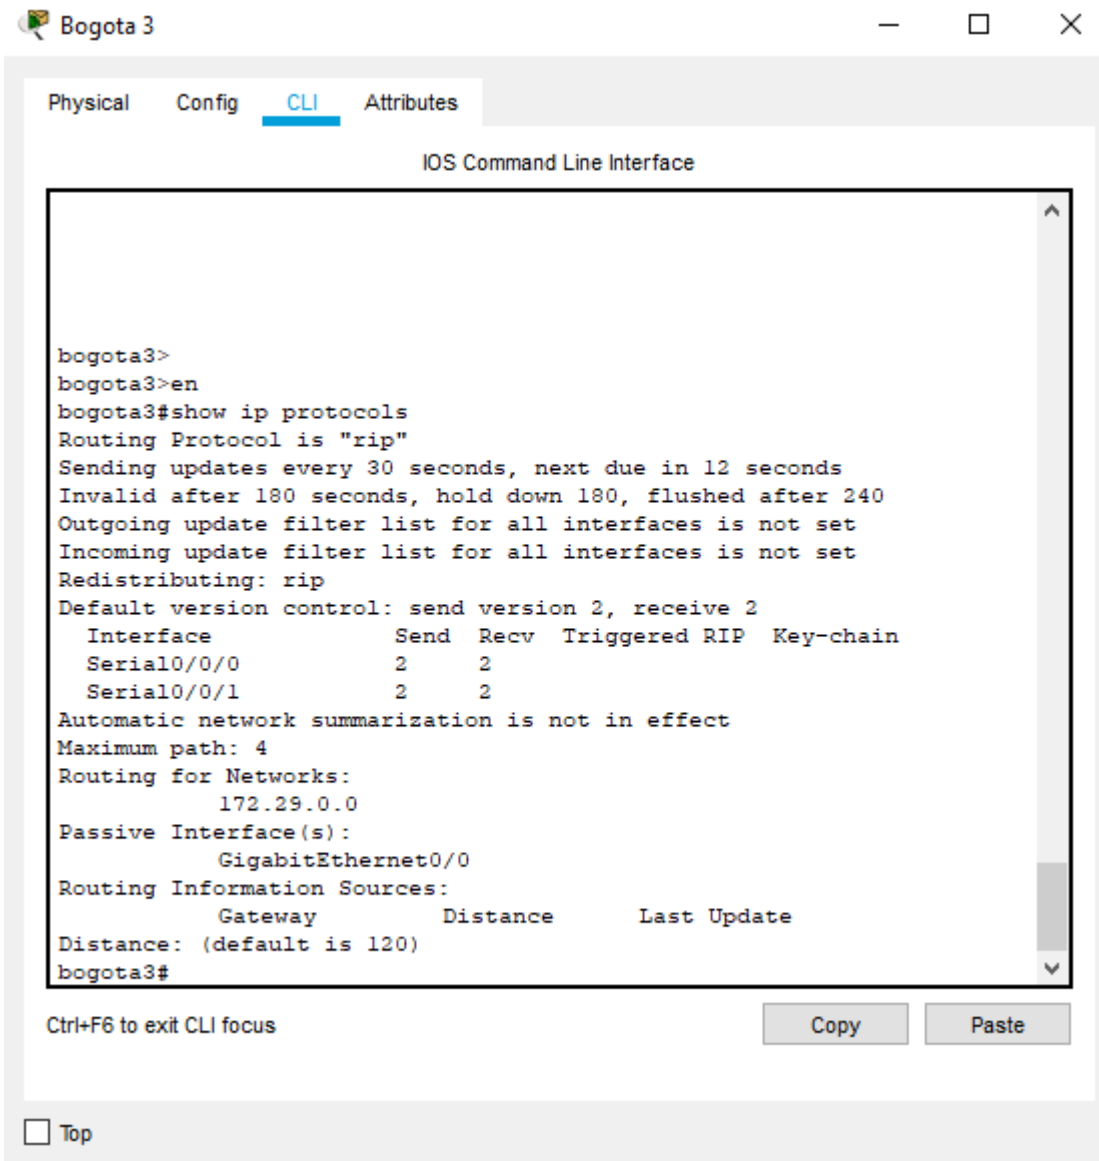 Bogota 3
Physical Config CLI Attributes
IOS Command Line Interface
bogota3>
bogota3>en
bogota3#show ip protocols
Routing Protocol is "rip"
Sending updates every 30 seconds, next due in 12 seconds
Invalid after 180 seconds, hold down 180, flushed after 240
Outgoing update filter list for all interfaces is not set
Incoming update filter list for all interfaces is not set
Redistributing: rip
Default version control: send version 2, receive 2
Interface Send Recv Triggered RIP Key-chain
Serial0/0/0 2 2
Serial0/0/1 2 2
Automatic network summarization is not in effect
Maximum path: 4
Routing for Networks:
172.29.0.0
Passive Interface(s):
GigabitEthernet0/0
Routing Information Sources:
Gateway Distance Last Update
Distance: (default is 120)
bogota3#
Ctrl+F6 to exit CLI focus
Copy Paste
Top